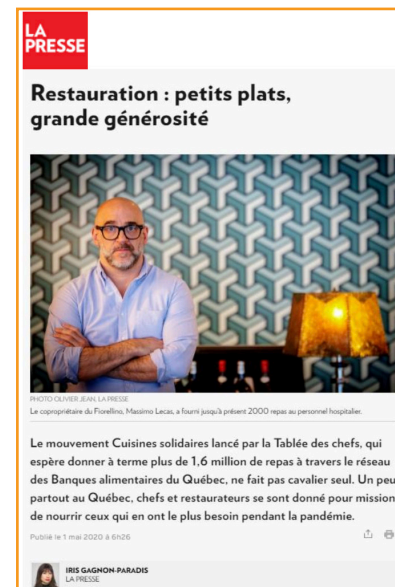 LA
PRESSE
Restauration : petits plats,
grande générosité
PHOTO OLIVIER JEAN, LA PRESSE
Le copropriétaire du Fiorellino, Massimo Lecas, a fourni jusqu'à présent 2000 repas au personnel hospitalier.
Le mouvement Cuisines solidaires lancé par la Tablée des chefs, qui
espère donner à terme plus de 1,6 million de repas à travers le réseau
des Banques alimentaires du Québec, ne fait pas cavalier seul. Un peu
partout au Québec, chefs et restaurateurs se sont donné pour mission
de nourrir ceux qui en ont le plus besoin pendant la pandémie.
Publié le 1 mai 2020 à 6h26
IRIS GAGNON-PARADIS
LA PRESSE